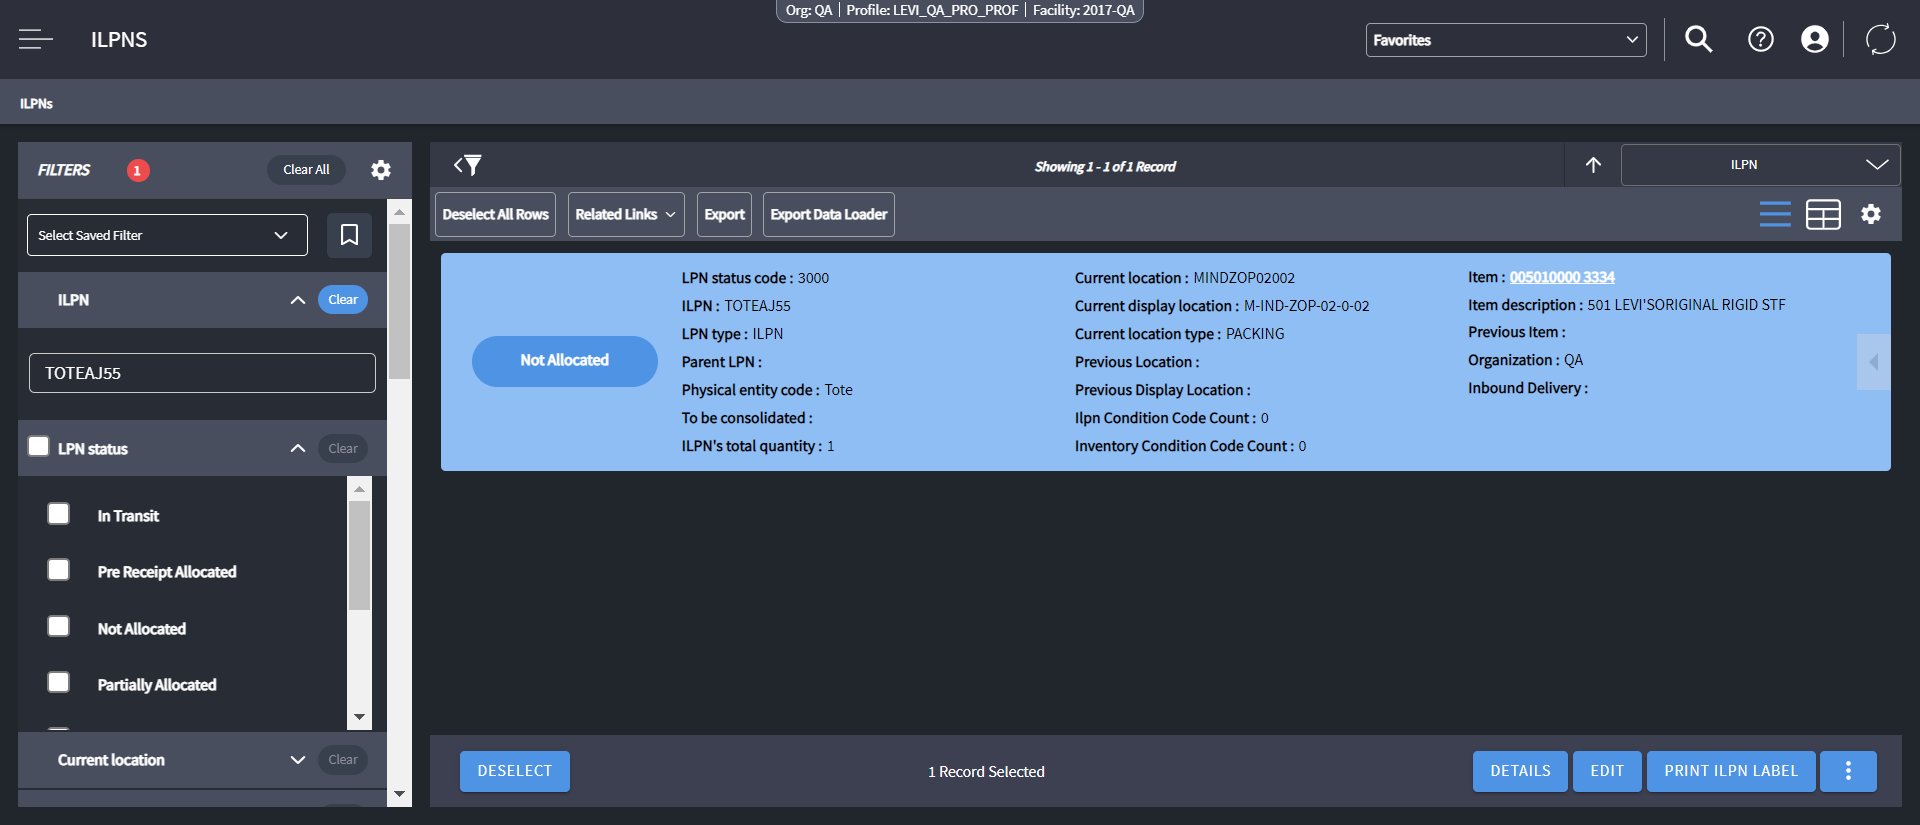 Org: QA | Profile: LEVI_QA_PRO_PROF | Facility: 2017-QA
ILPNS
Favorites
ILPNs
FILTERS 1 Clear All
Select Saved Filter
ILPN Clear
TOTEAJ55
LPN status Clear
In Transit
Pre Receipt Allocated
Not Allocated
Partially Allocated
Current location Clear
Showing 1 - 1 of 1 Record
ILPN
Deselect All Rows Related Links Export Export Data Loader
Not Allocated
LPN status code : 3000
ILPN : TOTEAJ55
LPN type : ILPN
Parent LPN :
Physical entity code : Tote
To be consolidated :
ILPN's total quantity : 1
Current location : MINDZOP02002
Current display location : M-IND-ZOP-02-0-02
Current location type : PACKING
Previous Location :
Previous Display Location :
Ilpn Condition Code Count : 0
Inventory Condition Code Count : 0
Item : 005010000 3334
Item description : 501 LEVI'SORIGINAL RIGID STF
Previous Item :
Organization : QA
Inbound Delivery :
DESELECT 1 Record Selected DETAILS EDIT PRINT ILPN LABEL